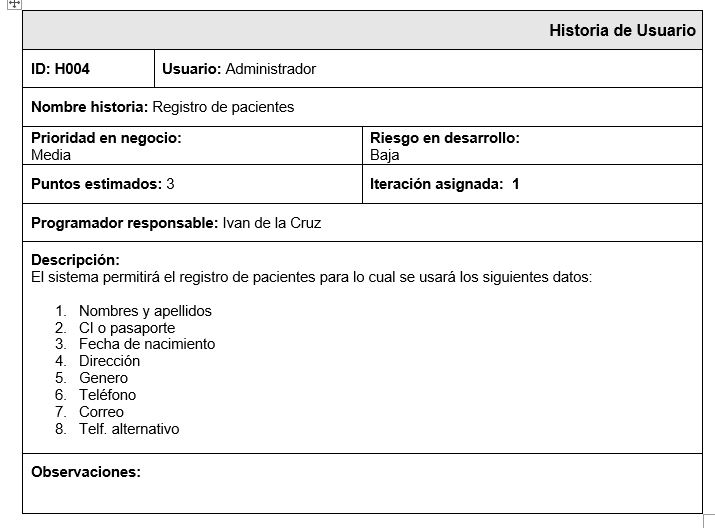 Historia de Usuario
ID: H004 Usuario: Administrador
Nombre historia: Registro de pacientes
Prioridad en negocio: Riesgo en desarrollo:
Media Baja
Puntos estimados: 3 Iteración asignada: 1
Programador responsable: Ivan de la Cruz
Descripción:
El sistema permitirá el registro de pacientes para lo cual se usará los siguientes datos:
1. Nombres y apellidos
2. CI o pasaporte
3. Fecha de nacimiento
4. Dirección
5. Genero
6. Teléfono
7. Correo
8. Telf. alternativo
Observaciones: